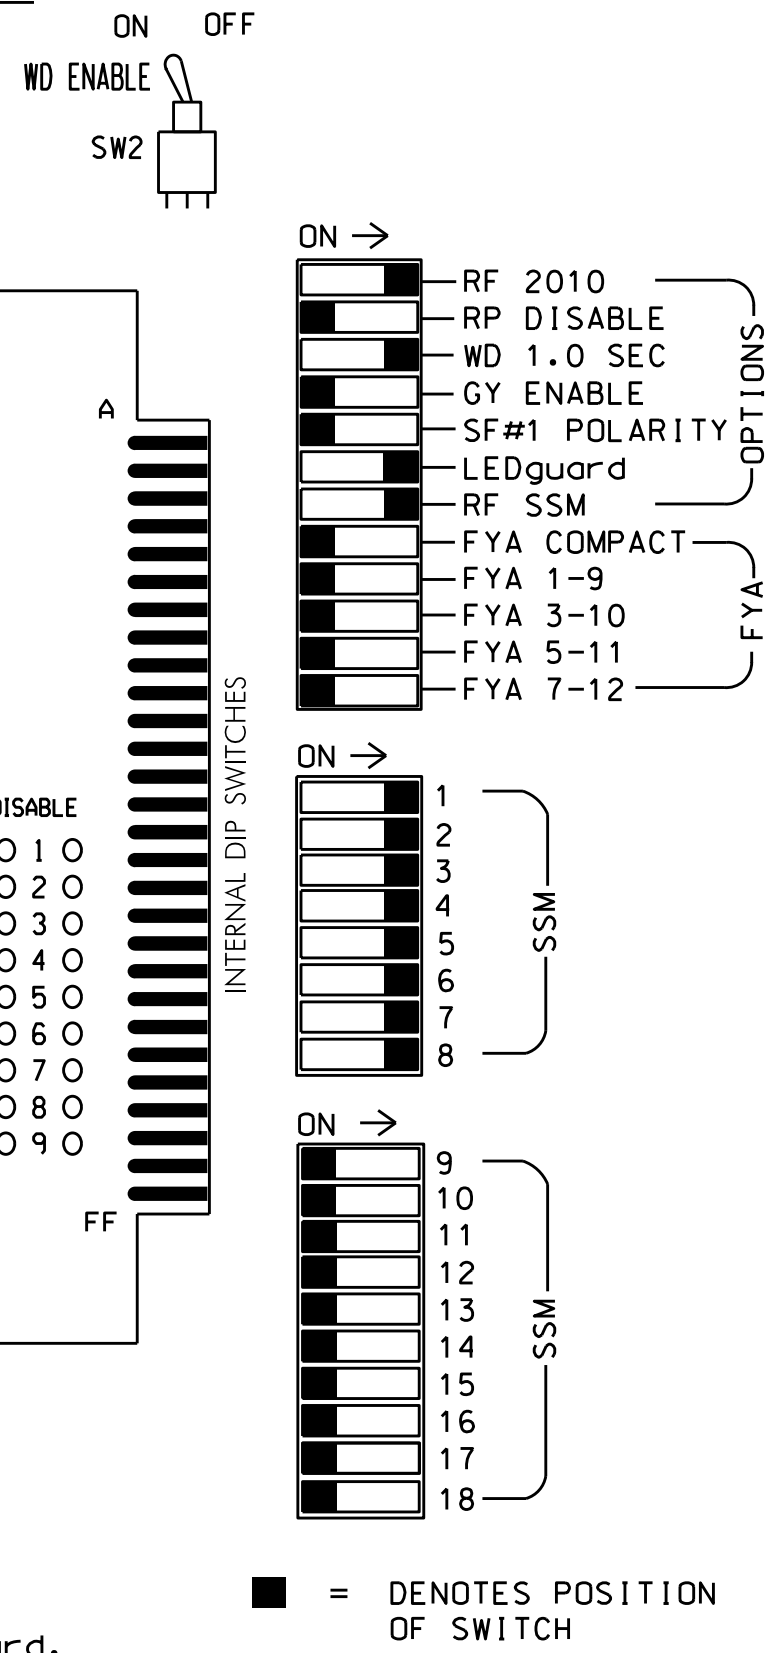 ON OFF
WD ENABLE
SW2
ON →
RF 2010
RP DISABLE
WD 1.0 SEC
GY ENABLE
SF#1 POLARITY
LEDguard
RF SSM
OPTIONS
FYA COMPACT
FYA 1-9
FYA 3-10
FYA 5-11
FYA 7-12
FYA
A
FF
INTERNAL DIP SWITCHES
ISABLE
1
2
3
4
5
6
7
8
9
ON →
1
2
3
4
5
6
7
8
SSM
ON →
9
10
11
12
13
14
15
16
17
18
SSM
= DENOTES POSITION
OF SWITCH
rd.